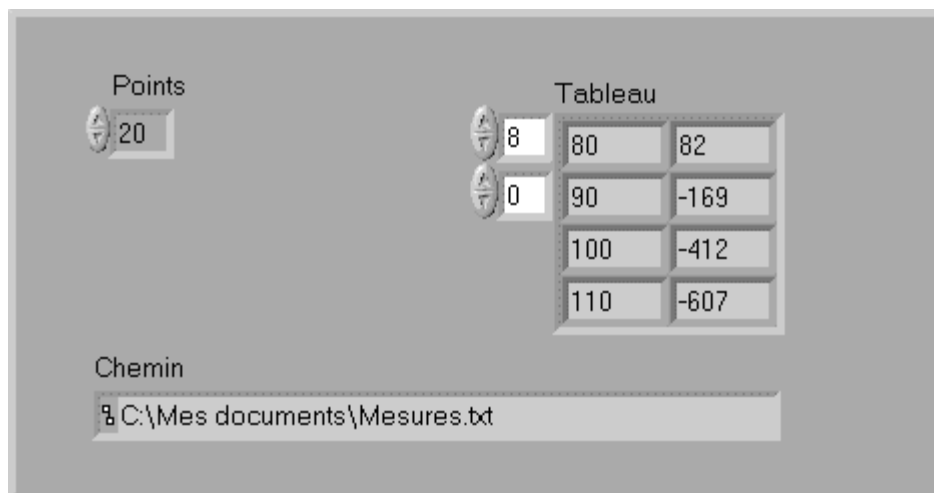 Points
20
Tableau
8
80 82
0
90 -169
100 -412
110 -607
Chemin
C:\Mes documents\Mesures.txt